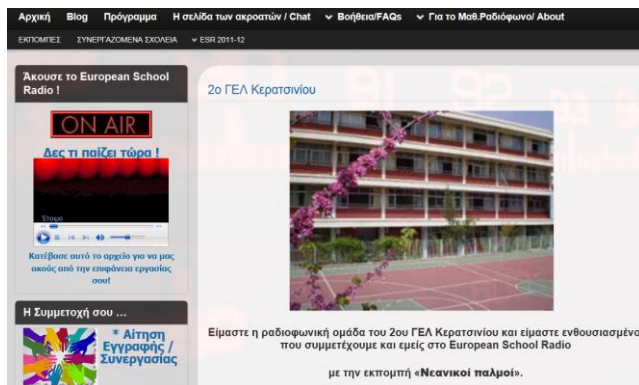 Αρχική Blog Πρόγραμμα Η σελίδα των ακροατών / Chat Βοήθεια/FAQs Για το Μαθ.Ραδιόφωνο/ About
ΕΚΠΟΜΠΕΣ ΣΥΝΕΡΓΑΖΟΜΕΝΑ ΣΧΟΛΕΙΑ ESR 2011-12
Άκουσε το European School
Radio !
ON AIR
Δες τι παίζει τώρα !
Έτοιμο
Κατέβασε αυτό το αρχείο για να μας
ακούς από την επιφάνεια εργασίας
σου!
Η Συμμετοχή σου ...
* Αίτηση
Εγγραφής /
Συνεργασίας
2ο ΓΕΛ Κερατσινίου
Είμαστε η ραδιοφωνική ομάδα του 2ου ΓΕΛ Κερατσινίου και είμαστε ενθουσιασμένο
που συμμετέχουμε και εμείς στο European School Radio
με την εκπομπή «Νεανικοί παλμοί».